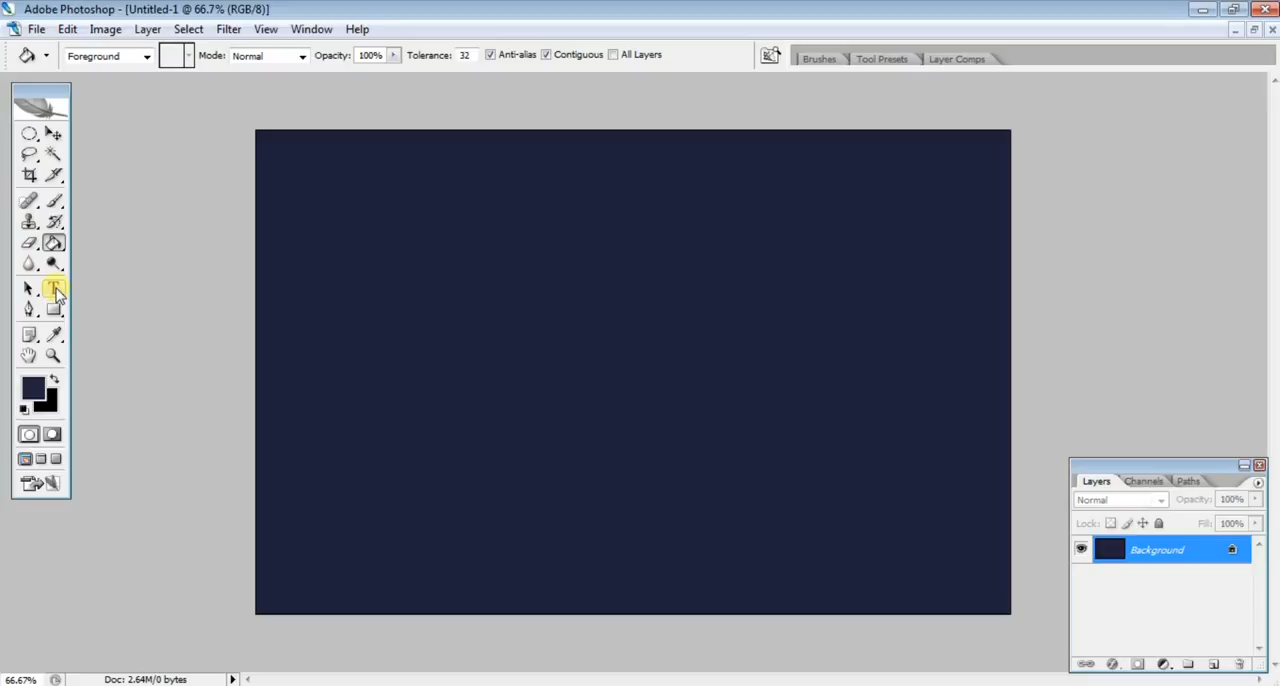 Adobe Photoshop - [Untitled-1 @ 66.7% (RGB/8)]
File Edit Image Layer Select Filter View Window Help
Foreground Mode: Normal Opacity: 100% Tolerance: 32 Anti-alias Contiguous All Layers Brushes Tool Presets Layer Comps
T
Layers Channels Paths
Normal Opacity: 100%
Lock: Fill: 100%
Background
66.67% Doc: 2.64M/0 bytes